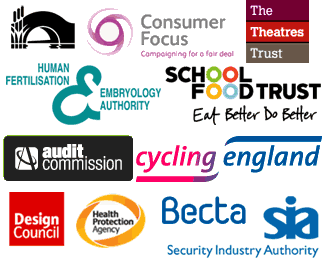 Consumer
Focus
Campaigning for a fair deal
The
Theatres
Trust
HUMAN
FERTILISATION
&
EMBRYOLOGY
AUTHORITY
SCHOOL
FOOD TRUST
Eat Better Do Better
audit
commission
cycling england
Design
Council
Health
Protection
Agency
Becta
sia
Security Industry Authority